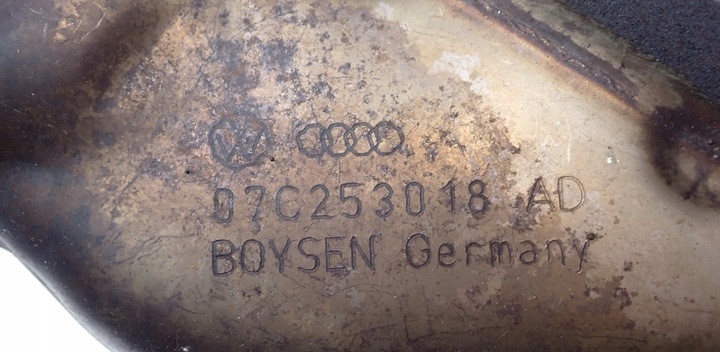 07C253018 AD
BOYSEN Germany